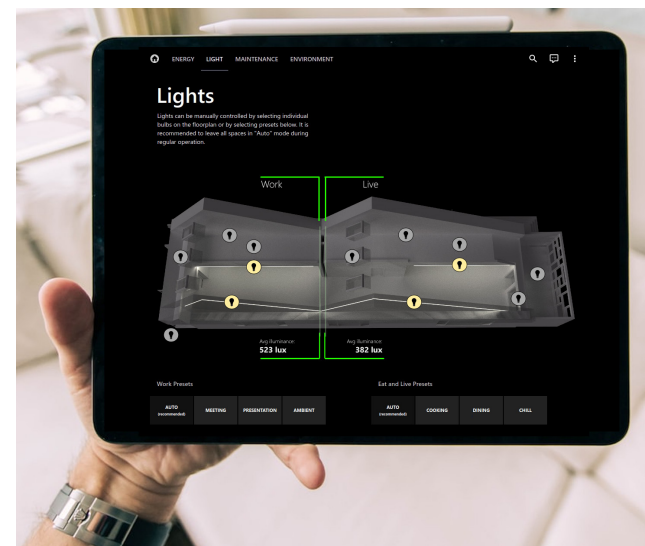 ENERGY LIGHT MAINTENANCE ENVIRONMENT
Lights
Lights can be manually controlled by selecting individual
bulbs on the floorplan or by selecting presets below. It is
recommended to leave all spaces in "Auto" mode during
regular operation.
Work Live
Avg Illuminance: Avg Illuminance:
523 lux 382 lux
Work Presets Eat and Live Presets
AUTO MEETING PRESENTATION AMBIENT AUTO COOKING DINING CHILL
(recommended) (recommended)